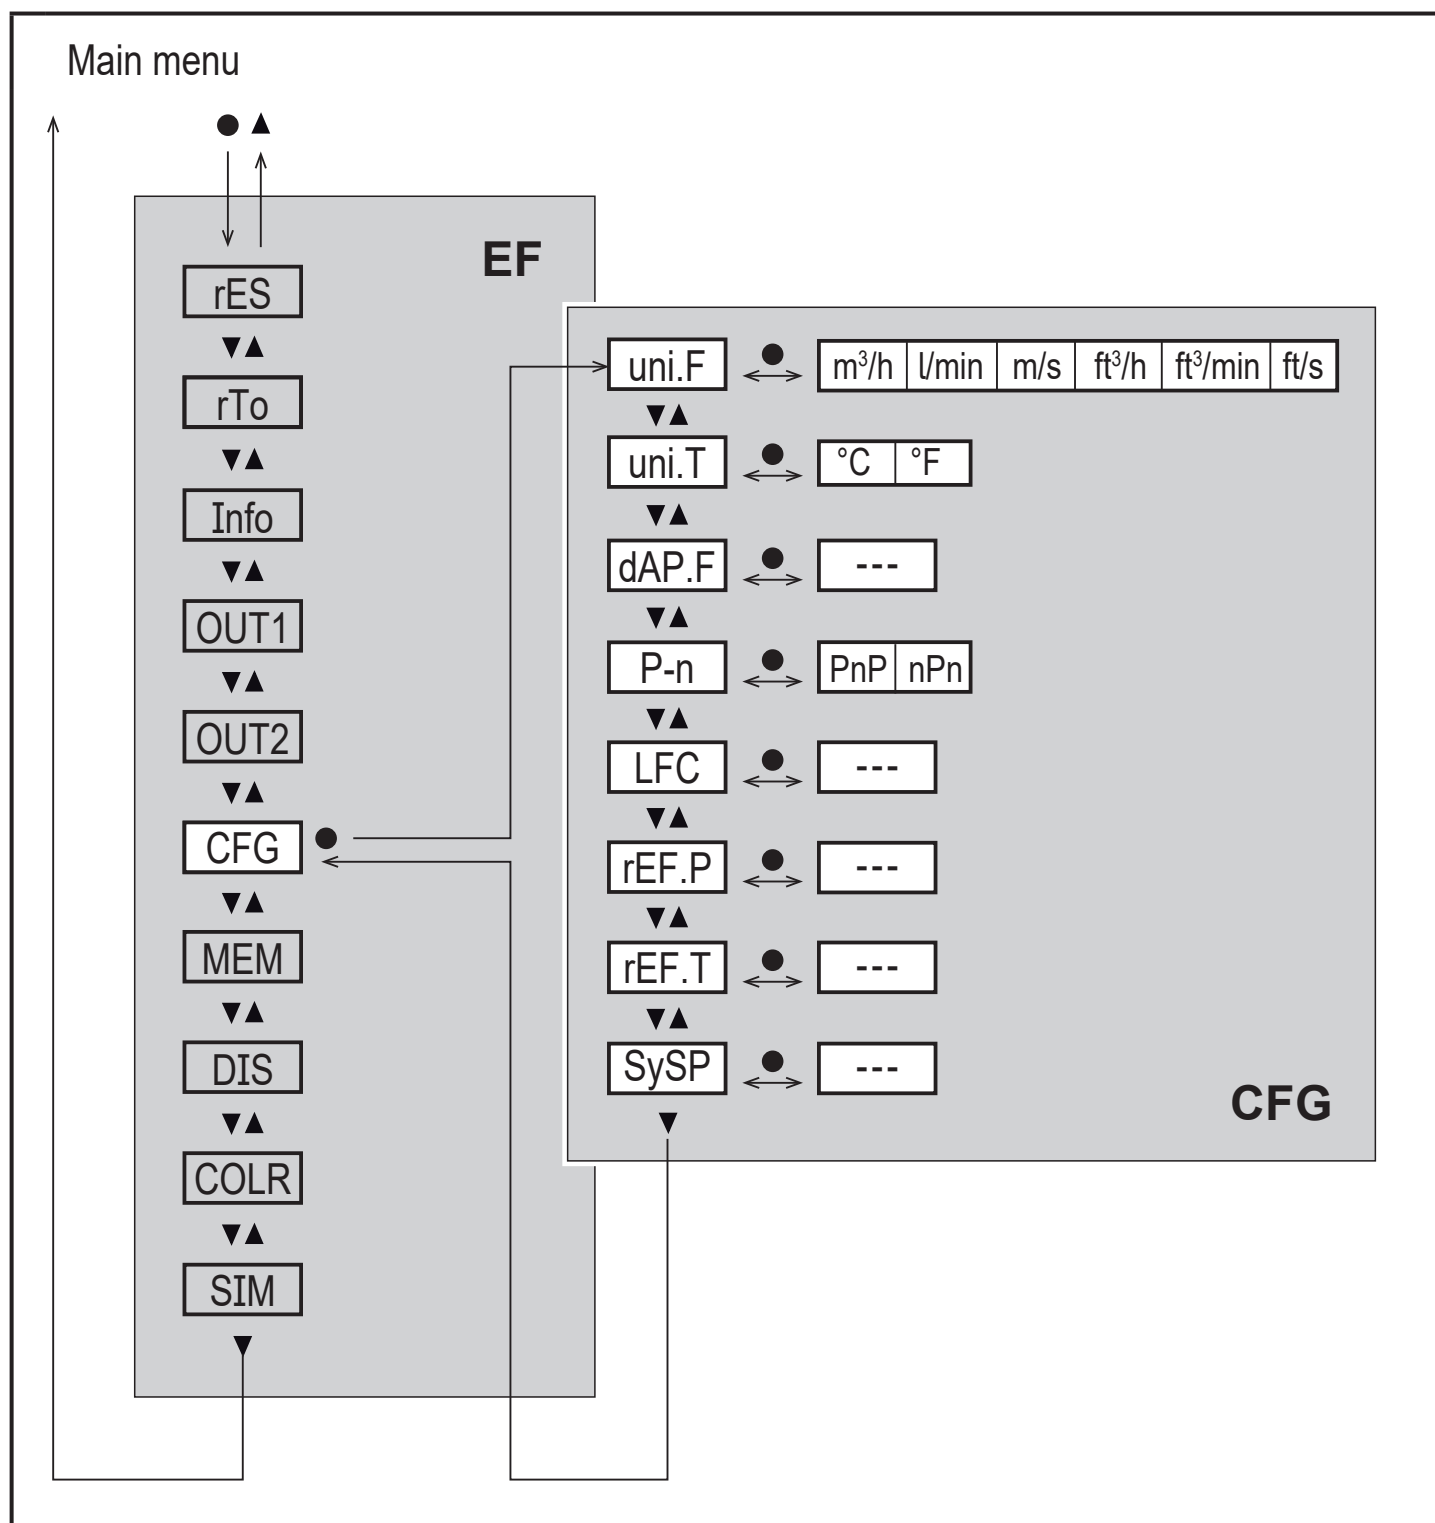 Main menu
EF
rES
rTo
Info
OUT1
OUT2
CFG
MEM
DIS
COLR
SIM
uni.F m³/h l/min m/s ft³/h ft³/min ft/s
uni.T °C °F
dAP.F ---
P-n PnP nPn
LFC ---
rEF.P ---
rEF.T ---
SySP ---
CFG